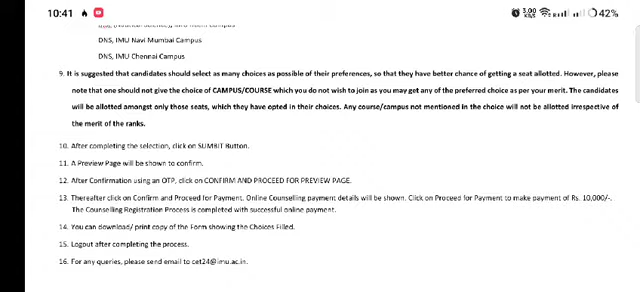 10:41
3.00 KB/S 42%
DNS, IMU Navi Mumbai Campus
DNS, IMU Chennai Campus
9. It is suggested that candidates should select as many choices as possible of their preferences, so that they have better chance of getting a seat allotted. However, please
note that one should not give the choice of CAMPUS/COURSE which you do not wish to join as you may get any of the preferred choice as per your merit. The candidates
will be allotted amongst only those seats, which they have opted in their choices. Any course/campus not mentioned in the choice will not be allotted irrespective of
the merit of the ranks.
10. After completing the selection, click on SUMBIT Button.
11. A Preview Page will be shown to confirm.
12. After Confirmation using an OTP, click on CONFIRM AND PROCEED FOR PREVIEW PAGE.
13. Thereafter click on Confirm and Proceed for Payment. Online Counselling payment details will be shown. Click on Proceed for Payment to make payment of Rs. 10,000/-.
The Counselling Registration Process is completed with successful online payment.
14. You can download/ print copy of the Form showing the Choices Filled.
15. Logout after completing the process.
16. For any queries, please send email to cet24@imu.ac.in.